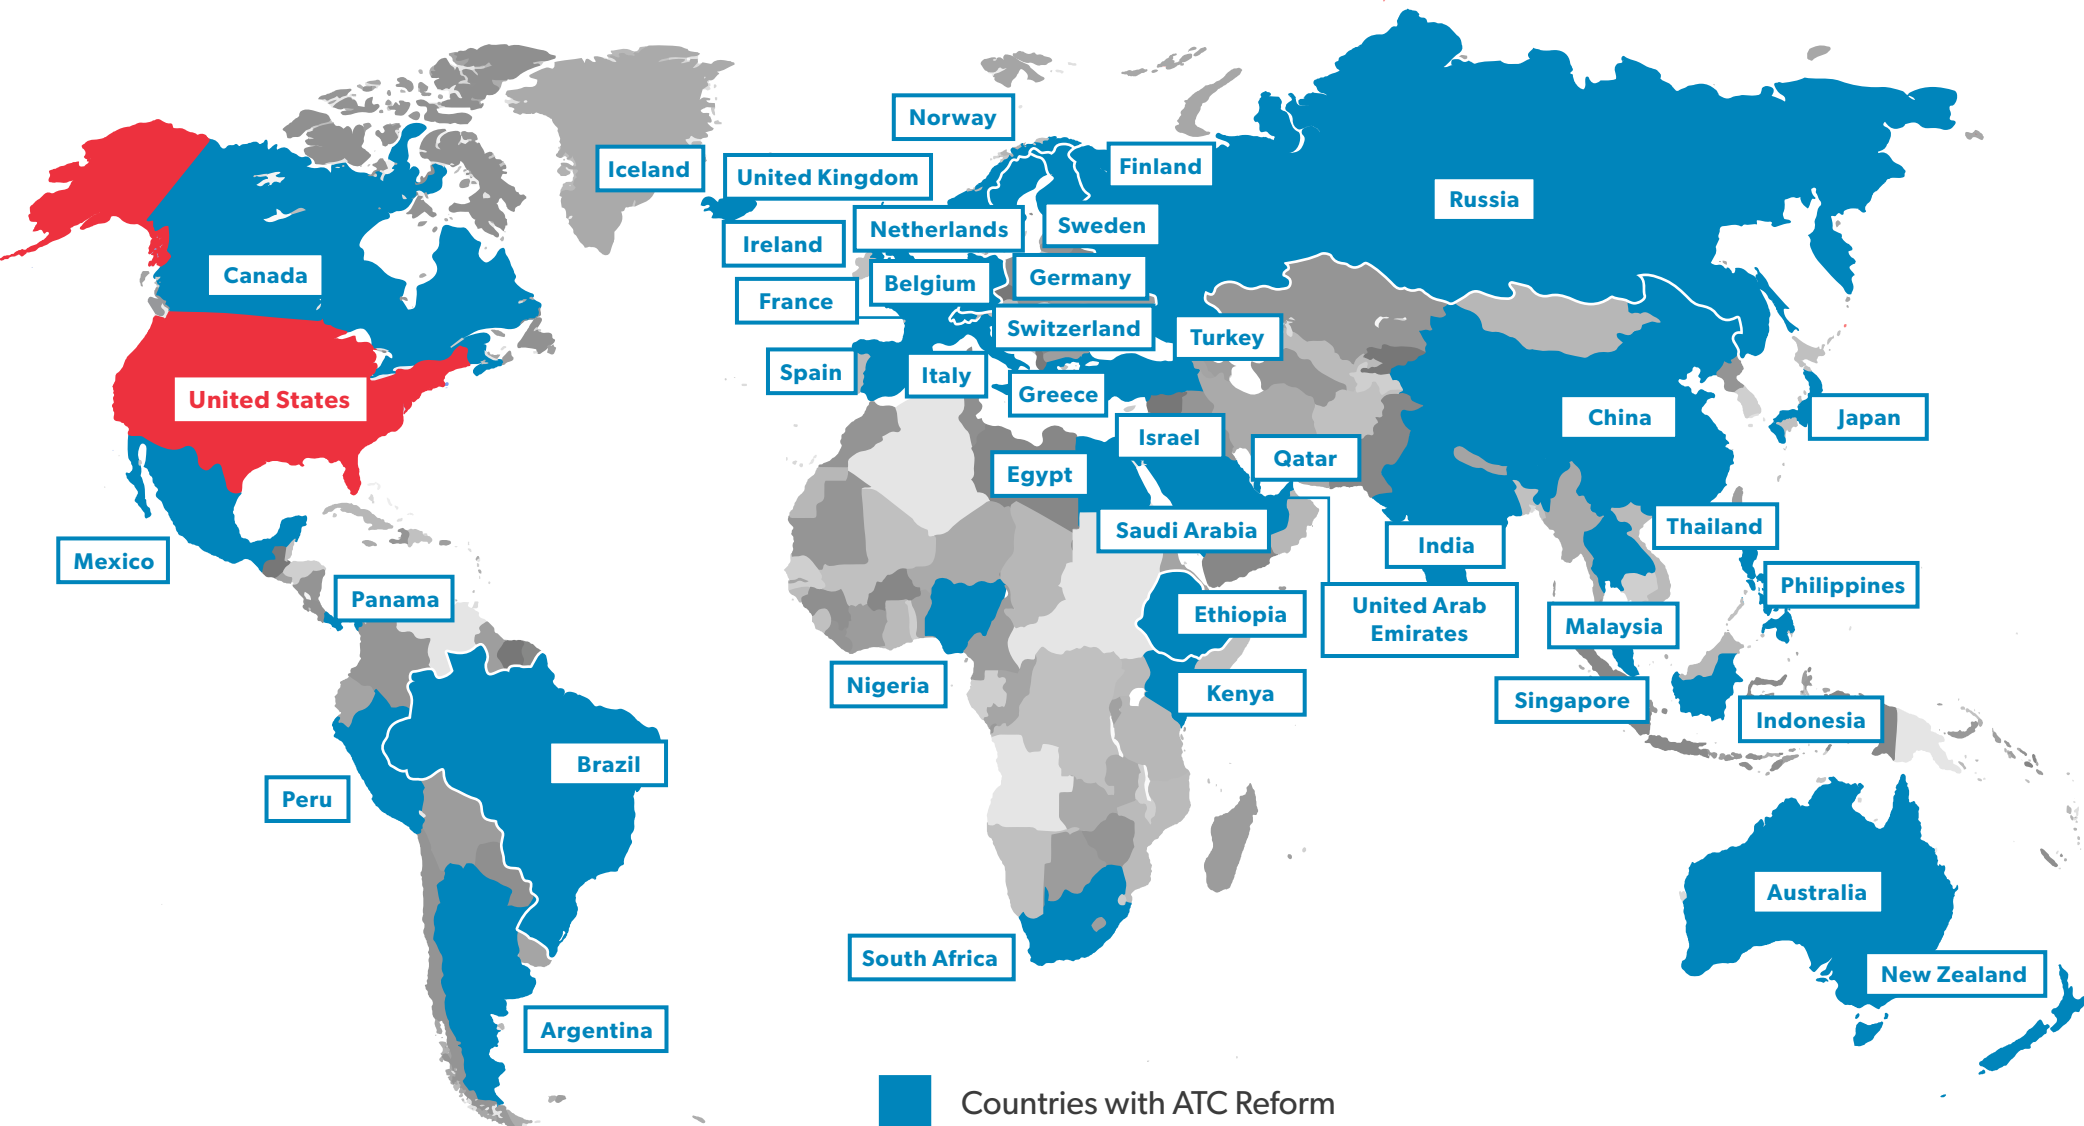 Norway
Iceland
United Kingdom
Finland
Russia
Netherlands
Sweden
Ireland
Canada
Belgium
Germany
France
Switzerland
Turkey
Spain
Italy
Greece
United States
China
Japan
Israel
Qatar
Egypt
Saudi Arabia
Thailand
India
Mexico
Panama
Philippines
Ethiopia
United Arab
Emirates
Malaysia
Nigeria
Kenya
Singapore
Indonesia
Brazil
Peru
Australia
South Africa
New Zealand
Argentina
Countries with ATC Reform